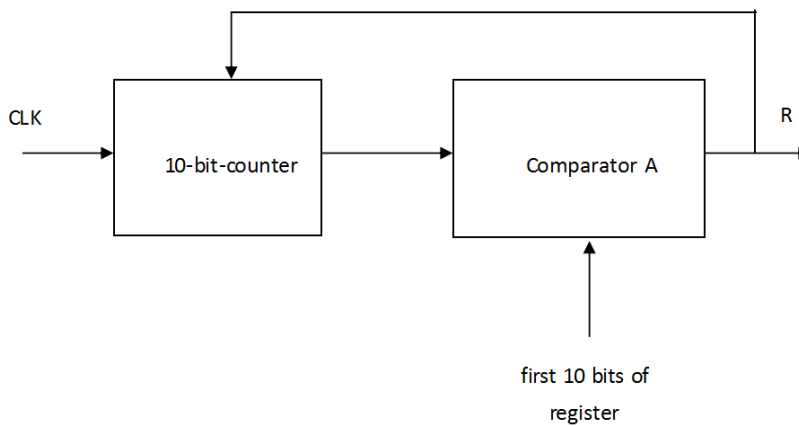 CLK
10-bit-counter
Comparator A
R
first 10 bits of
register